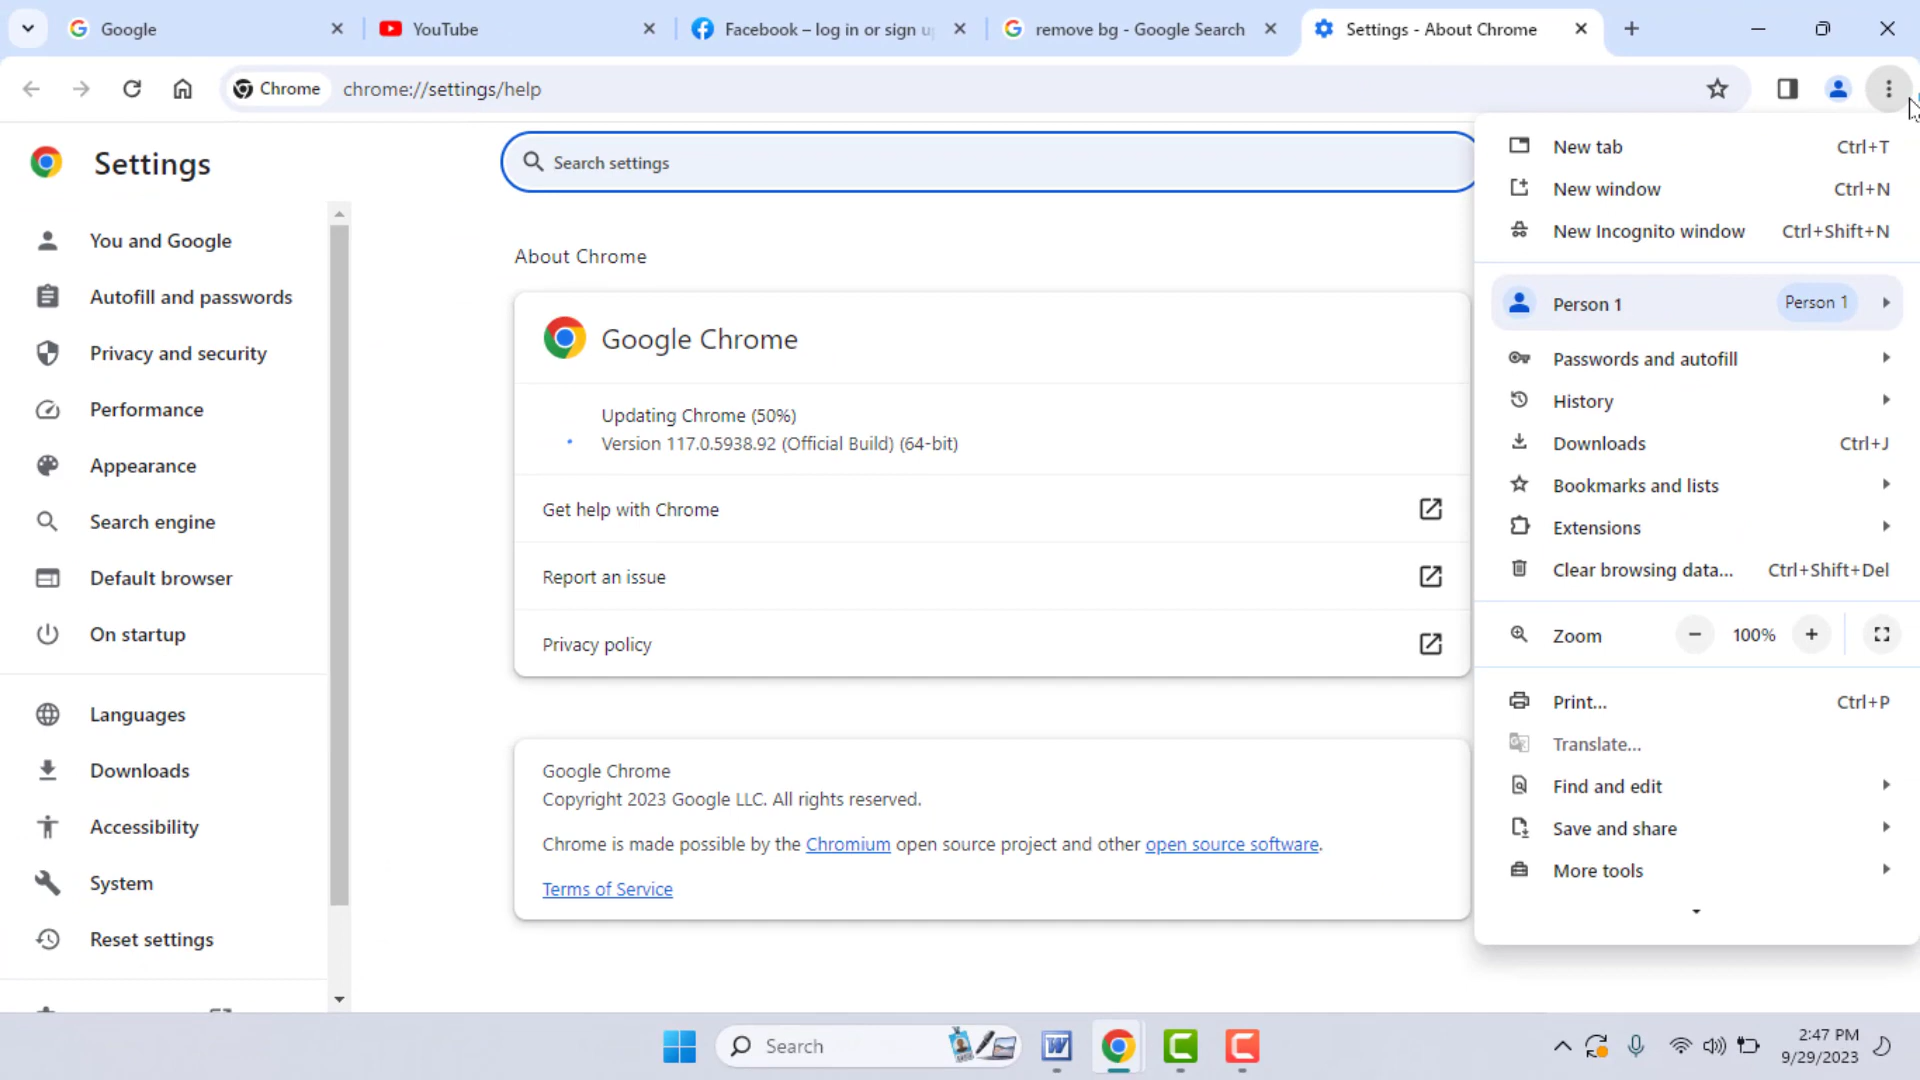 Google
YouTube
Facebook – log in or sign u
remove bg - Google Search
Settings - About Chrome
Chrome
chrome://settings/help
Settings
Search settings
You and Google
Autofill and passwords
Privacy and security
Performance
Appearance
Search engine
Default browser
On startup
Languages
Downloads
Accessibility
System
Reset settings
About Chrome
Google Chrome
Updating Chrome (50%)
Version 117.0.5938.92 (Official Build) (64-bit)
Get help with Chrome
Report an issue
Privacy policy
Google Chrome
Copyright 2023 Google LLC. All rights reserved.
Chrome is made possible by the Chromium open source project and other open source software.
Terms of Service
New tab Ctrl+T
New window Ctrl+N
New Incognito window Ctrl+Shift+N
Person 1 Person 1
Passwords and autofill
History
Downloads Ctrl+J
Bookmarks and lists
Extensions
Clear browsing data... Ctrl+Shift+Del
Zoom − 100% +
Print... Ctrl+P
Translate...
Find and edit
Save and share
More tools
Search
2:47 PM
9/29/2023